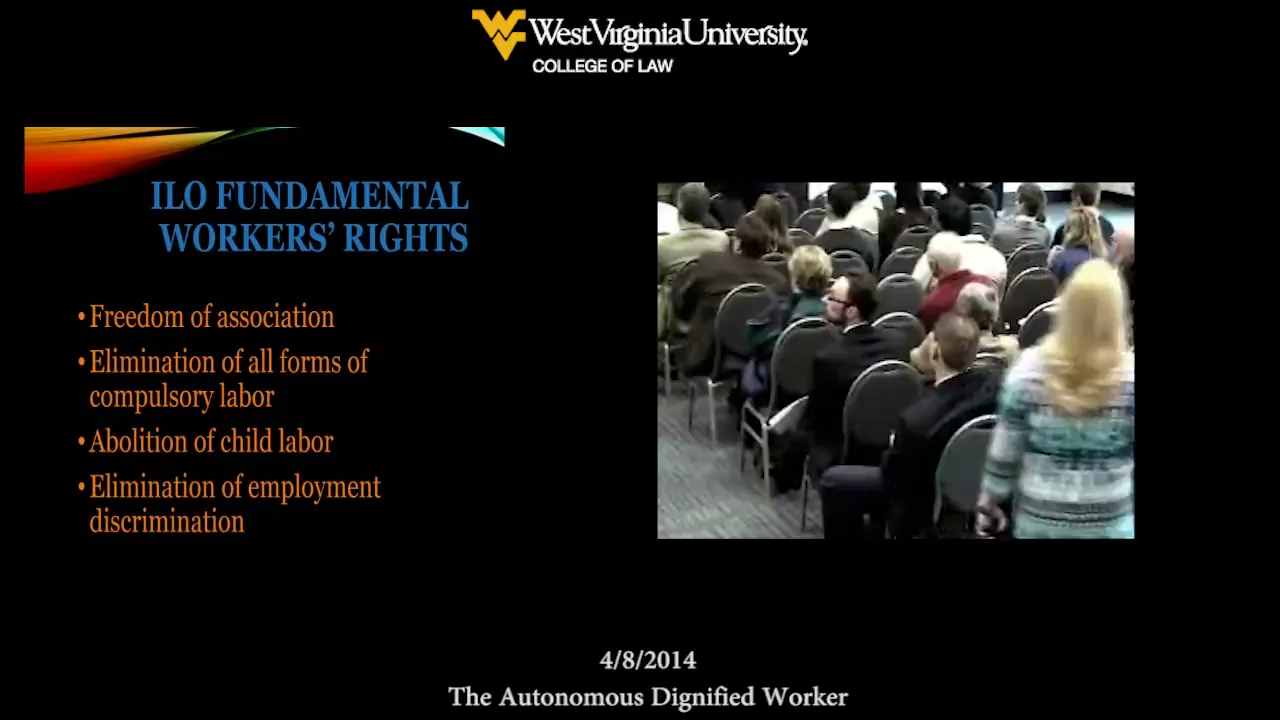 WestVirginiaUniversity®
COLLEGE OF LAW
ILO FUNDAMENTAL
WORKERS’ RIGHTS
•Freedom of association
•Elimination of all forms of
compulsory labor
•Abolition of child labor
•Elimination of employment
discrimination
4/8/2014
The Autonomous Dignified Worker